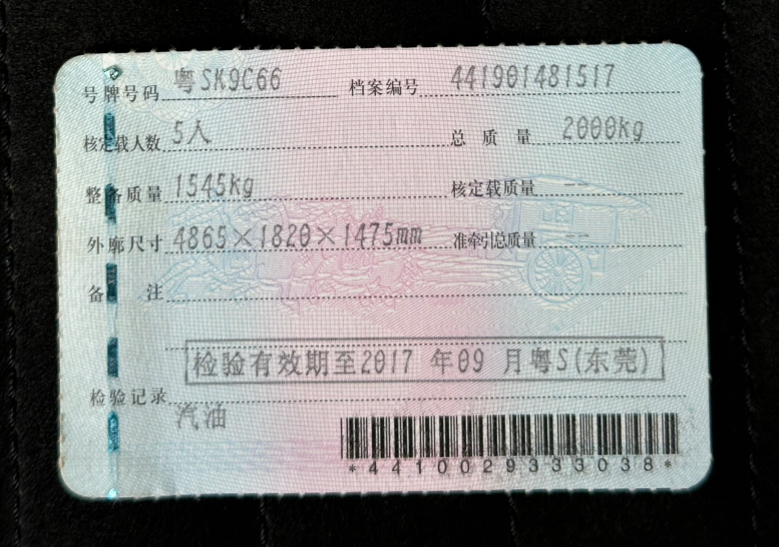 号牌号码 粤SK9C66 档案编号 441901481517
核定载人数 5人 总质量 2000kg
整备质量 1545kg 核定载质量 --
外廓尺寸 4865×1820×1475mm 准牵引总质量 --
备注
检验有效期至2017 年09 月粤S(东莞)
检验记录
汽油
*4410029333038*